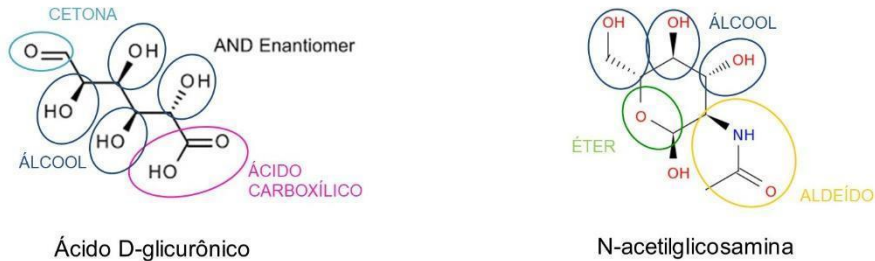 CETONA
O
OH
AND Enantiomer
OH
HO
HO
O
HO
ÁLCOOL
ÁCIDO
CARBOXÍLICO
Ácido D-glicurônico
OH
OH
ÁLCOOL
OH
O
NH
ÉTER
OH
O
ALDEÍDO
N-acetilglicosamina